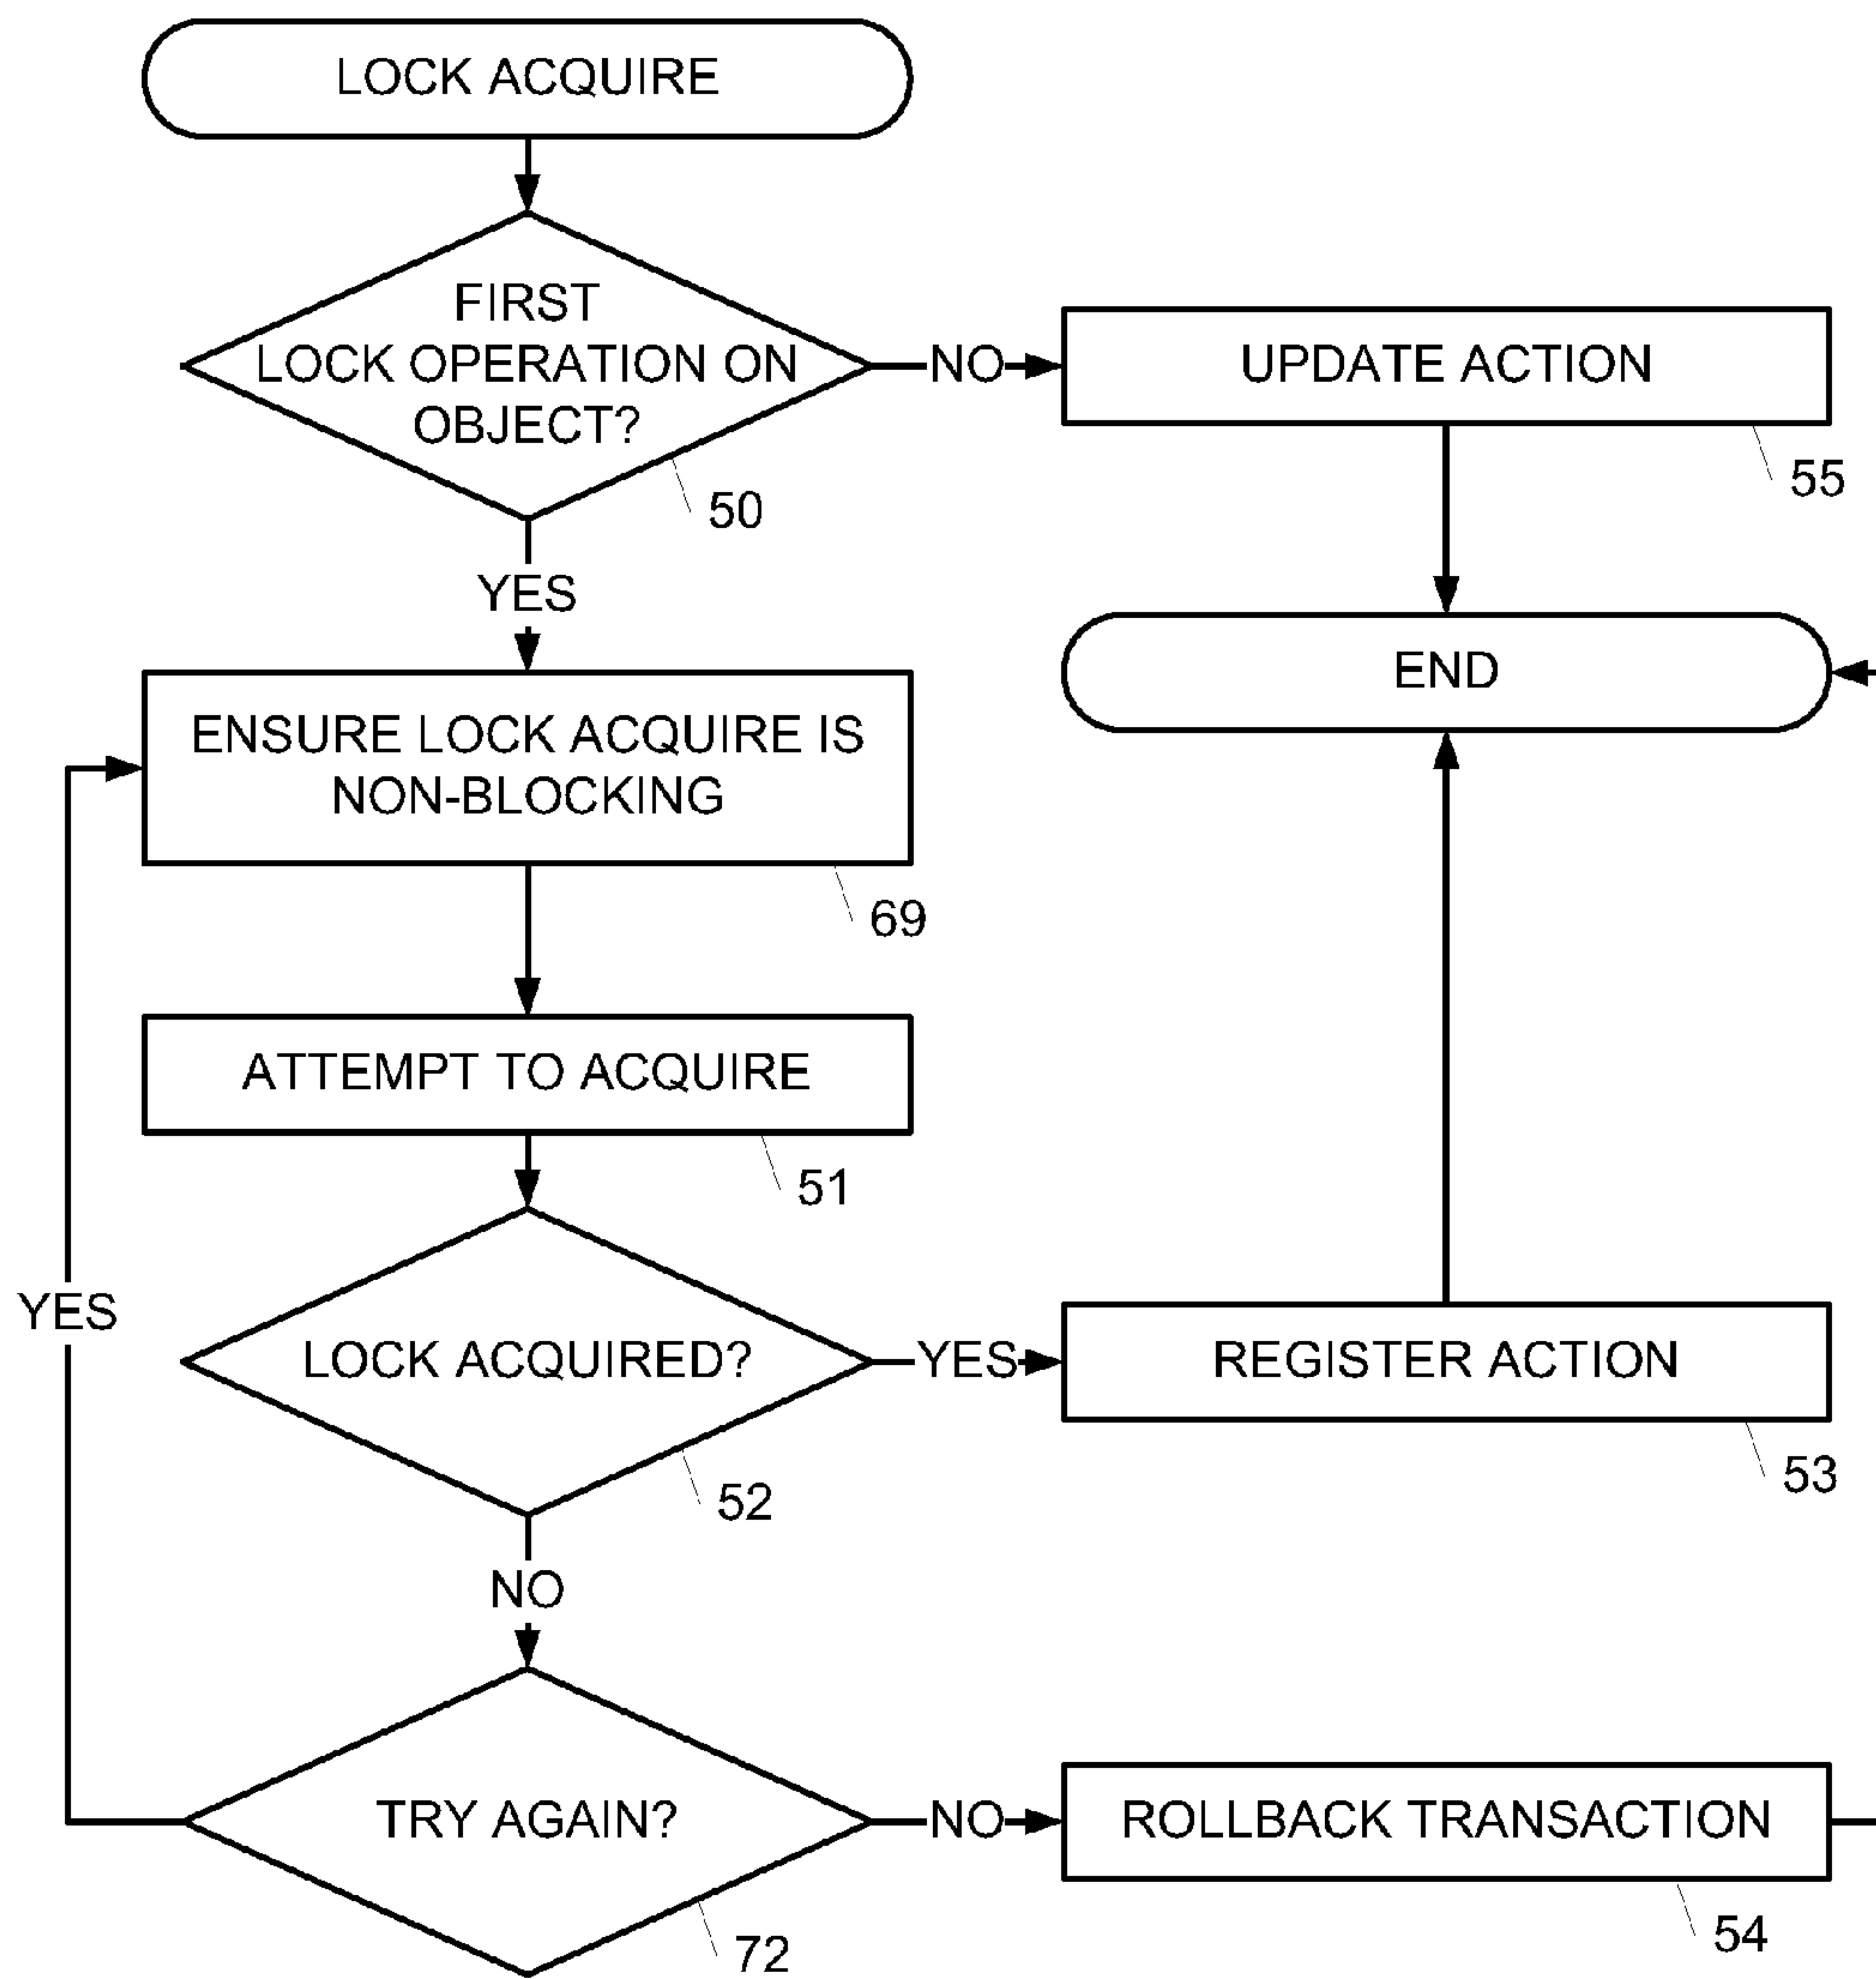 LOCK ACQUIRE
FIRST
LOCK OPERATION ON
OBJECT?
50
NO
UPDATE ACTION
55
YES
END
ENSURE LOCK ACQUIRE IS
NON-BLOCKING
69
ATTEMPT TO ACQUIRE
51
YES
LOCK ACQUIRED?
52
YES
REGISTER ACTION
53
NO
TRY AGAIN?
72
NO
ROLLBACK TRANSACTION
54